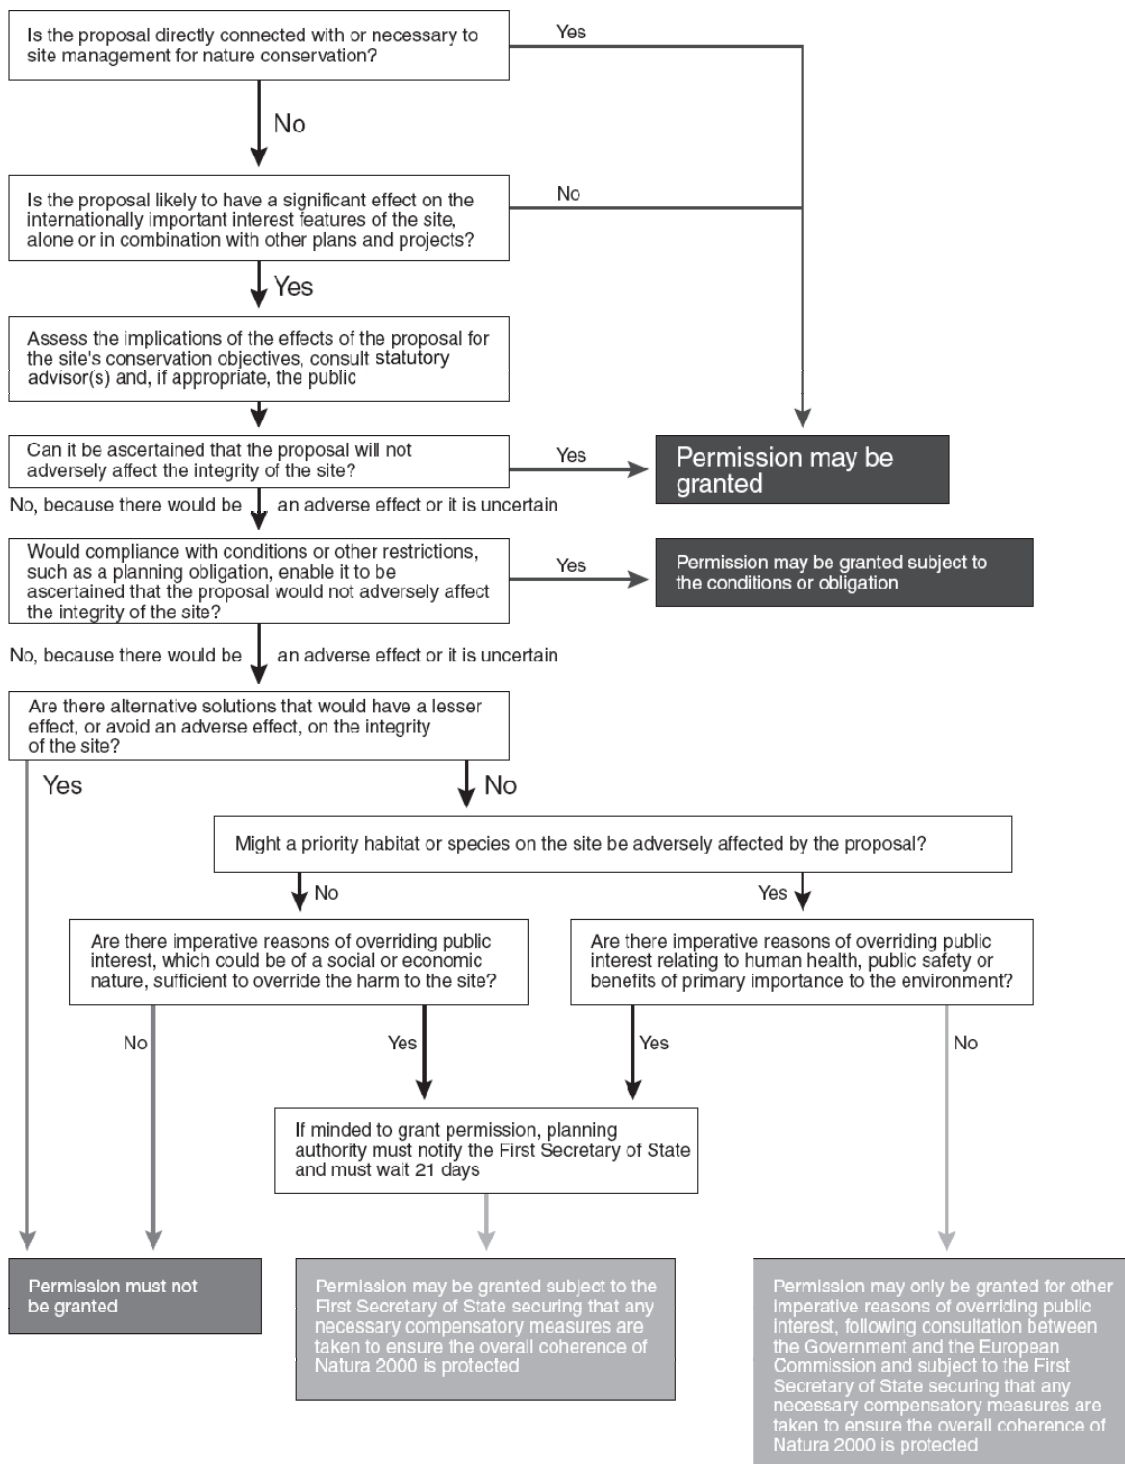 Is the proposal directly connected with or necessary to
site management for nature conservation?
Yes
No
Is the proposal likely to have a significant effect on the
internationally important interest features of the site,
alone or in combination with other plans and projects?
No
Yes
Assess the implications of the effects of the proposal for
the site's conservation objectives, consult statutory
advisor(s) and, if appropriate, the public
Can it be ascertained that the proposal will not
adversely affect the integrity of the site?
Yes
Permission may be
granted
No, because there would be an adverse effect or it is uncertain
Would compliance with conditions or other restrictions,
such as a planning obligation, enable it to be
ascertained that the proposal would not adversely affect
the integrity of the site?
Yes
Permission may be granted subject to
the conditions or obligation
No, because there would be an adverse effect or it is uncertain
Are there alternative solutions that would have a lesser
effect, or avoid an adverse effect, on the integrity
of the site?
Yes
No
Might a priority habitat or species on the site be adversely affected by the proposal?
No
Yes
Are there imperative reasons of overriding public
interest, which could be of a social or economic
nature, sufficient to override the harm to the site?
Are there imperative reasons of overriding public
interest relating to human health, public safety or
benefits of primary importance to the environment?
No
Yes
Yes
No
If minded to grant permission, planning
authority must notify the First Secretary of State
and must wait 21 days
Permission must not
be granted
Permission may be granted subject to the
First Secretary of State securing that any
necessary compensatory measures are
taken to ensure the overall coherence of
Natura 2000 is protected
Permission may only be granted for other
imperative reasons of overriding public
interest, following consultation between
the Government and the European
Commission and subject to the First
Secretary of State securing that any
necessary compensatory measures are
taken to ensure the overall coherence of
Natura 2000 is protected